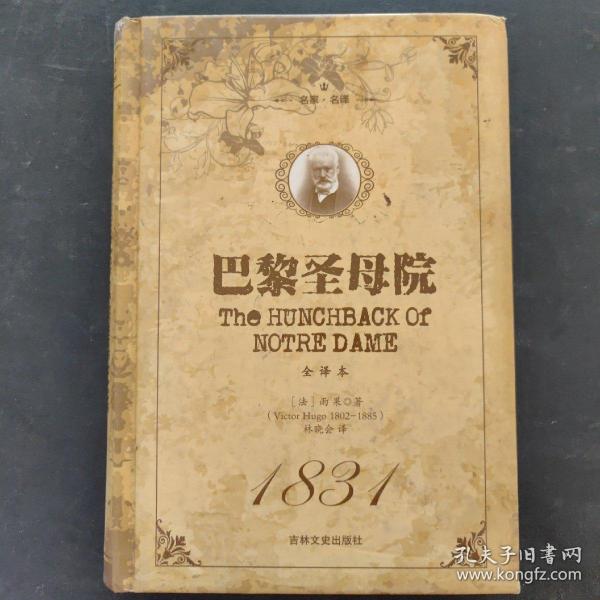 名家·名译
巴黎圣母院
The HUNCHBACK Of
NOTRE DAME
全译本
[法]雨果◎著
(Victor Hugo 1802-1885)
林晓会 译
1831
吉林文史出版社
孔夫子旧书网
www.kongfz.com